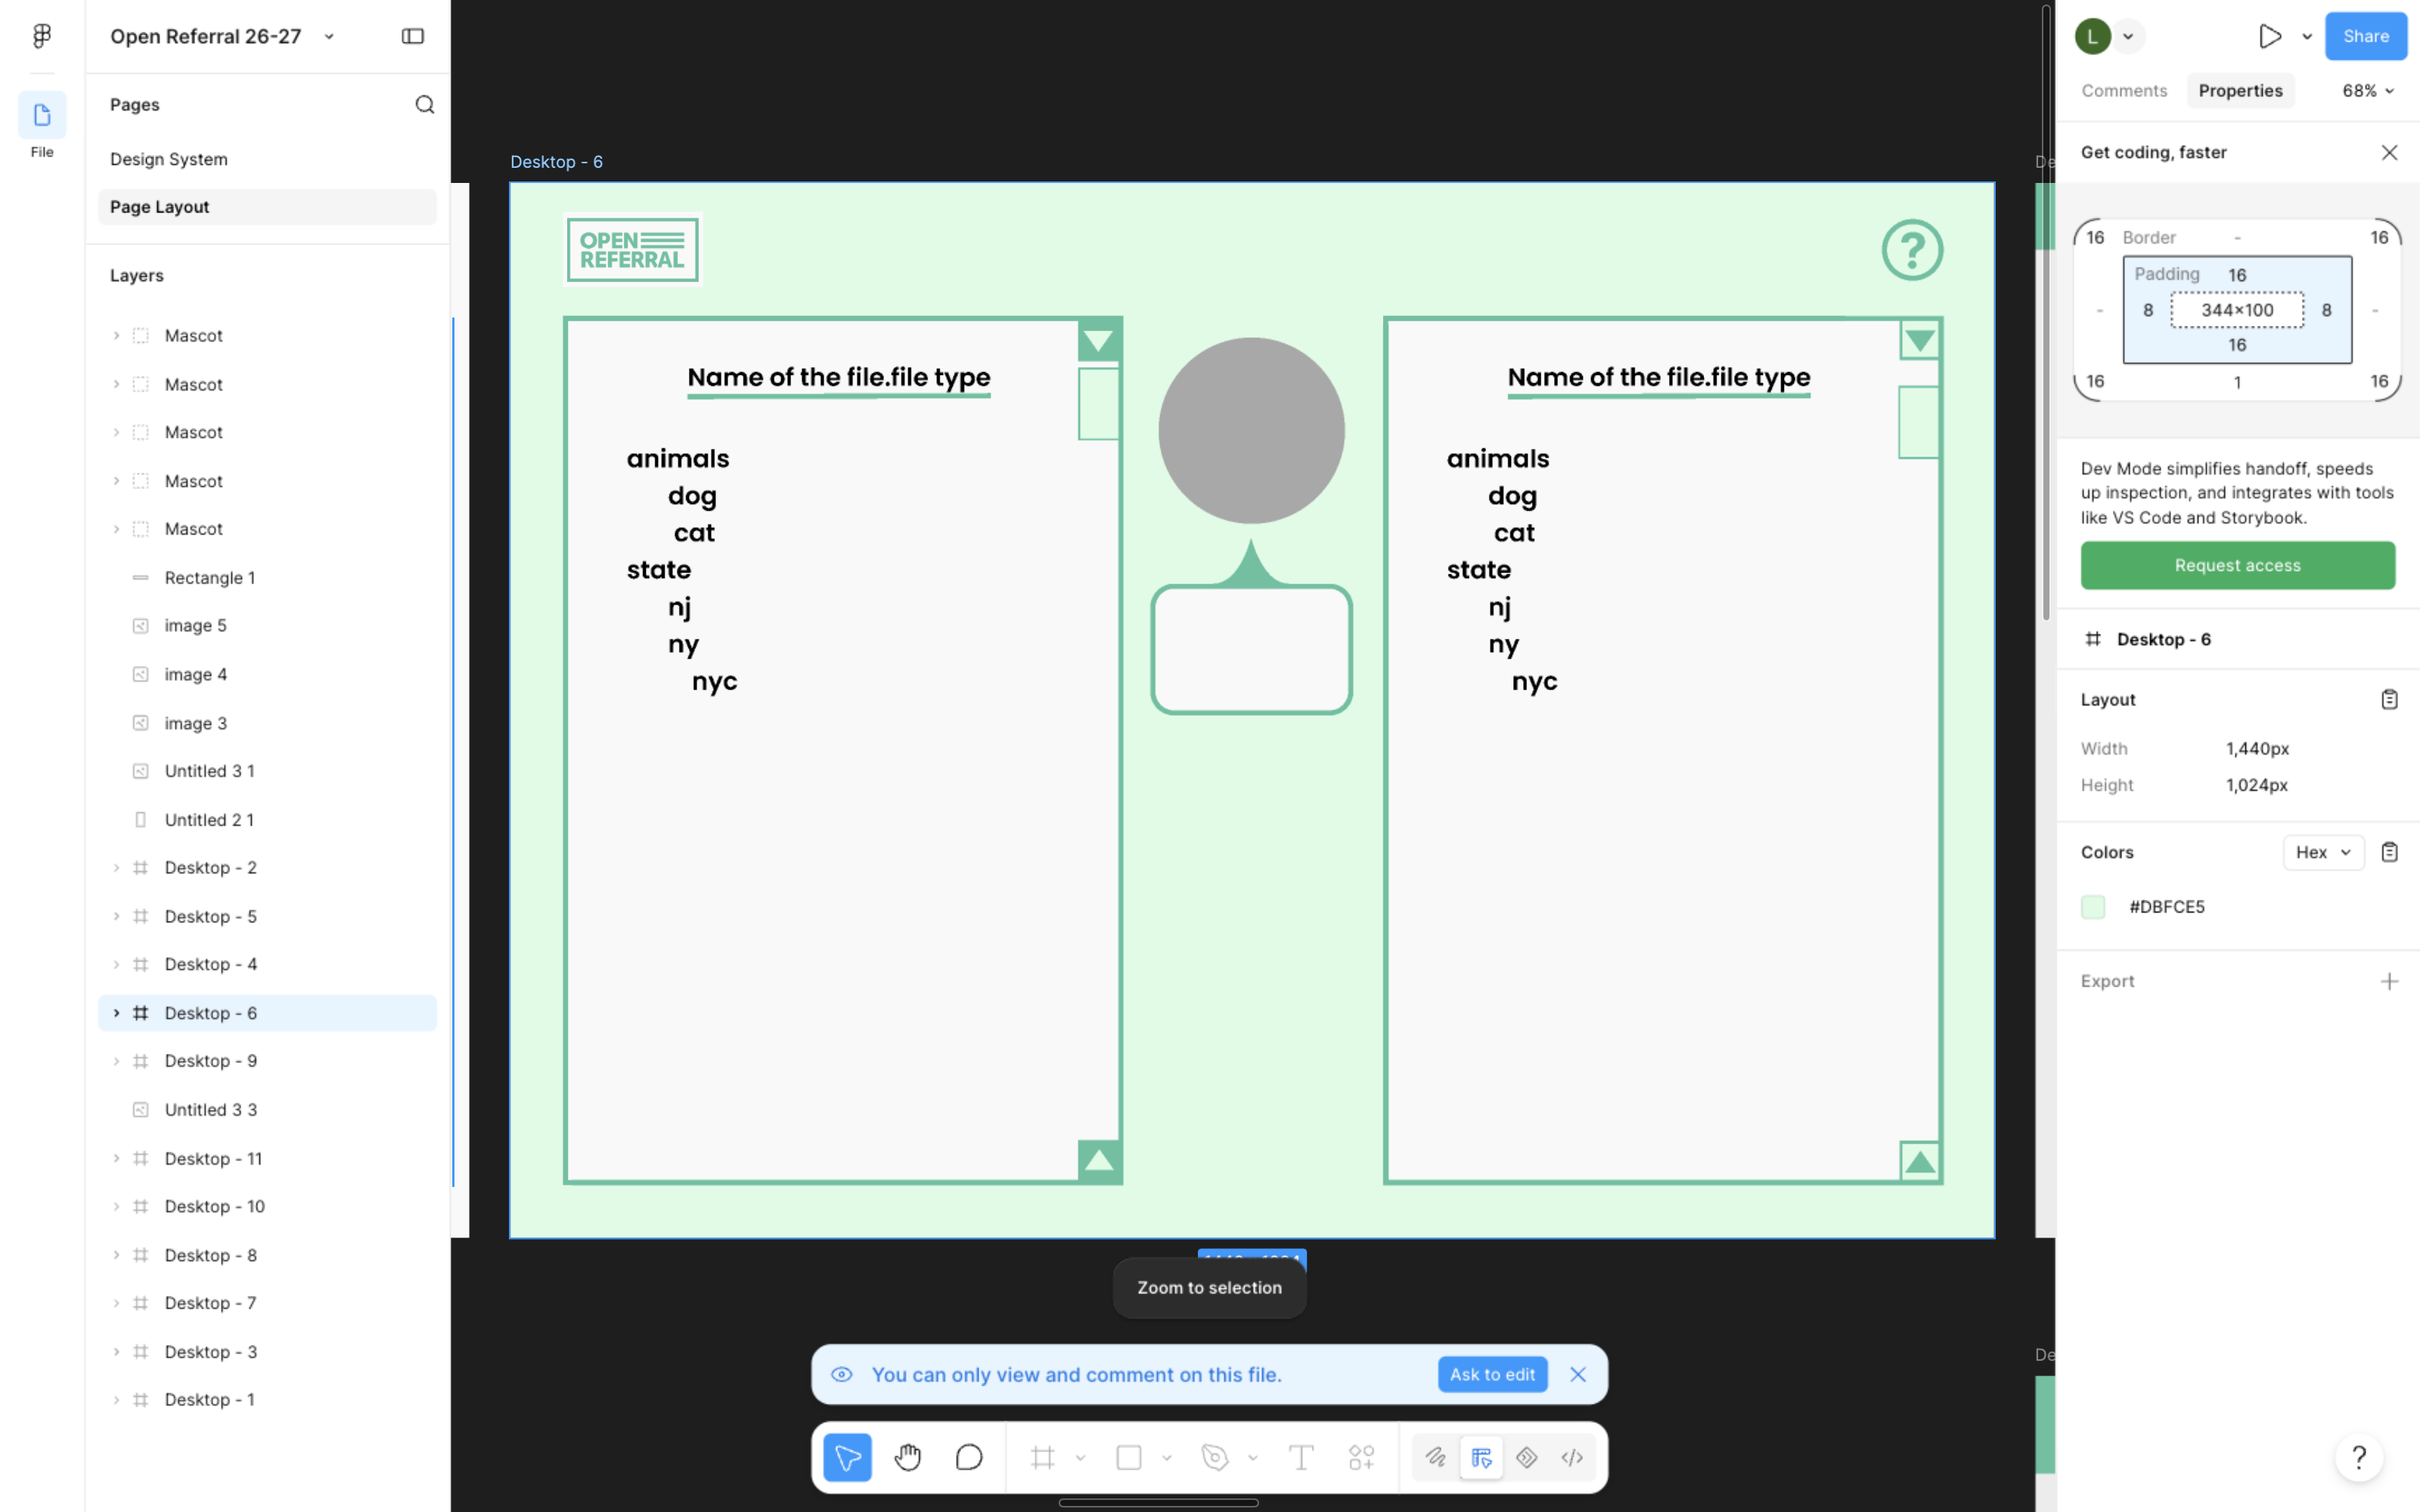 Open Referral 26-27
File
Pages
Design System
Page Layout
Layers
Mascot
Mascot
Mascot
Mascot
Mascot
Rectangle 1
image 5
image 4
image 3
Untitled 3 1
Untitled 2 1
Desktop - 2
Desktop - 5
Desktop - 4
Desktop - 6
Desktop - 9
Untitled 3 3
Desktop - 11
Desktop - 10
Desktop - 8
Desktop - 7
Desktop - 3
Desktop - 1
Desktop - 6
OPEN
REFERRAL
?
Name of the file.file type
animals
dog
cat
state
nj
ny
nyc
Name of the file.file type
animals
dog
cat
state
nj
ny
nyc
Zoom to selection
You can only view and comment on this file.
Ask to edit
De
De
L
Share
Comments
Properties
68%
Get coding, faster
16 Border - 16
Padding 16
- 8 344×100 8 -
16
16 1 16
Dev Mode simplifies handoff, speeds
up inspection, and integrates with tools
like VS Code and Storybook.
Request access
Desktop - 6
Layout
Width 1,440px
Height 1,024px
Colors Hex
#DBFCE5
Export
?